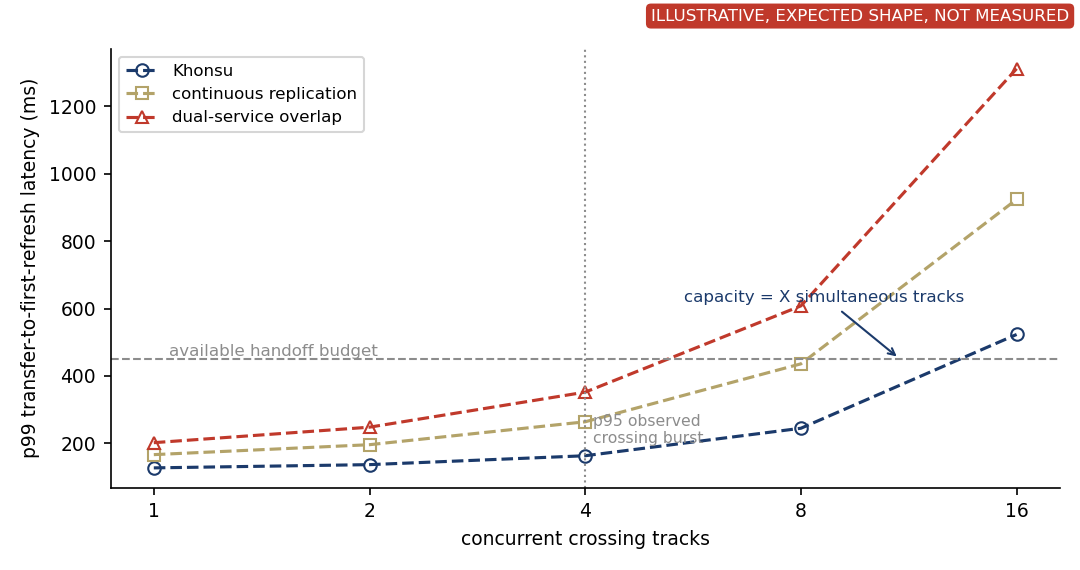 ILLUSTRATIVE, EXPECTED SHAPE, NOT MEASURED
Khonsu
continuous replication
dual-service overlap
p99 transfer-to-first-refresh latency (ms)
1200
1000
800
600
400
200
capacity = X simultaneous tracks
available handoff budget
p95 observed
crossing burst
1
2
4
8
16
concurrent crossing tracks